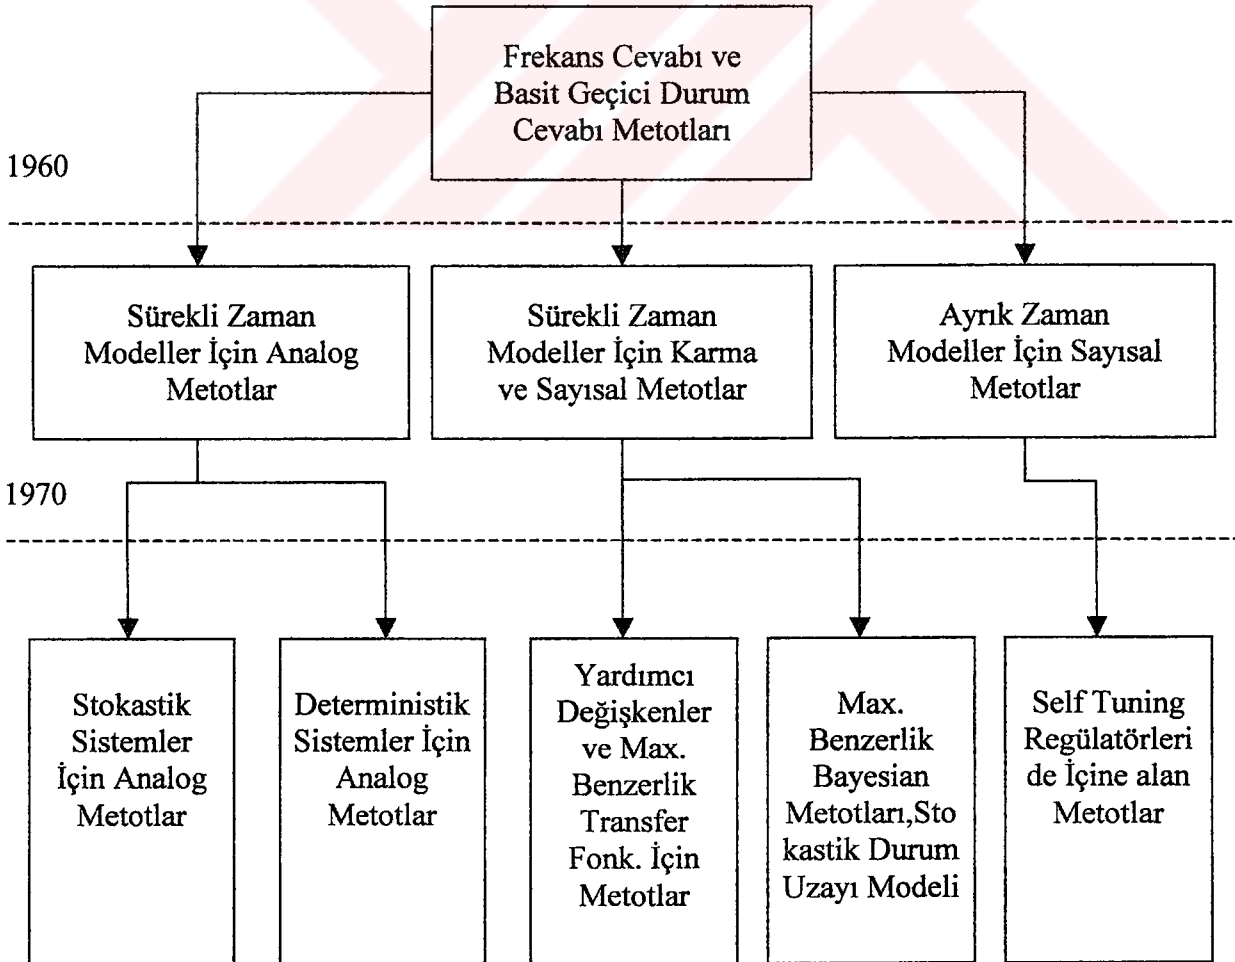 Frekans Cevabı ve
Basit Geçici Durum
Cevabı Metotları
1960
Sürekli Zaman
Modeller İçin Analog
Metotlar
Sürekli Zaman
Modeller İçin Karma
ve Sayısal Metotlar
Ayrık Zaman
Modeller İçin Sayısal
Metotlar
1970
Stokastik
Sistemler
İçin Analog
Metotlar
Deterministik
Sistemler İçin
Analog
Metotlar
Yardımcı
Değişkenler
ve Max.
Benzerlik
Transfer
Fonk. İçin
Metotlar
Max.
Benzerlik
Bayesian
Metotları,Sto
kastik Durum
Uzayı Modeli
Self Tuning
Regülatörleri
de İçine alan
Metotlar